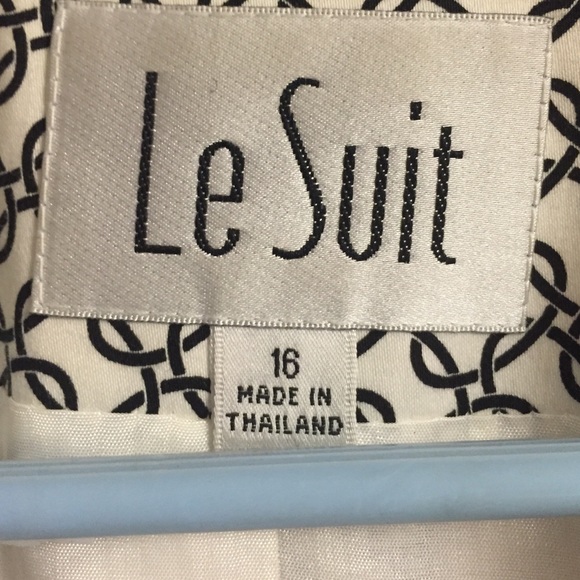 Le Suit
16
MADE IN
THAILAND